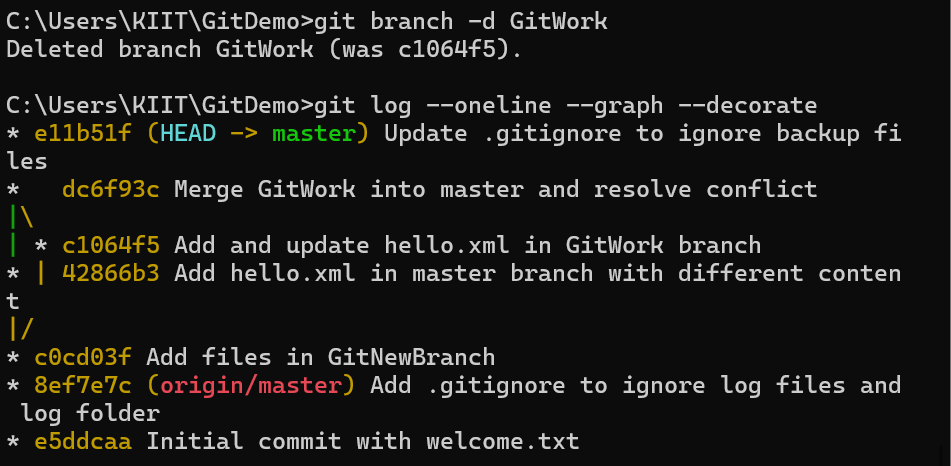 C:\Users\KIIT\GitDemo>git branch -d GitWork
Deleted branch GitWork (was c1064f5).

C:\Users\KIIT\GitDemo>git log --oneline --graph --decorate
* e11b51f (HEAD -> master) Update .gitignore to ignore backup fi
les
*   dc6f93c Merge GitWork into master and resolve conflict
|\
| * c1064f5 Add and update hello.xml in GitWork branch
* | 42866b3 Add hello.xml in master branch with different conten
t
|/
* c0cd03f Add files in GitNewBranch
* 8ef7e7c (origin/master) Add .gitignore to ignore log files and
 log folder
* e5ddcaa Initial commit with welcome.txt